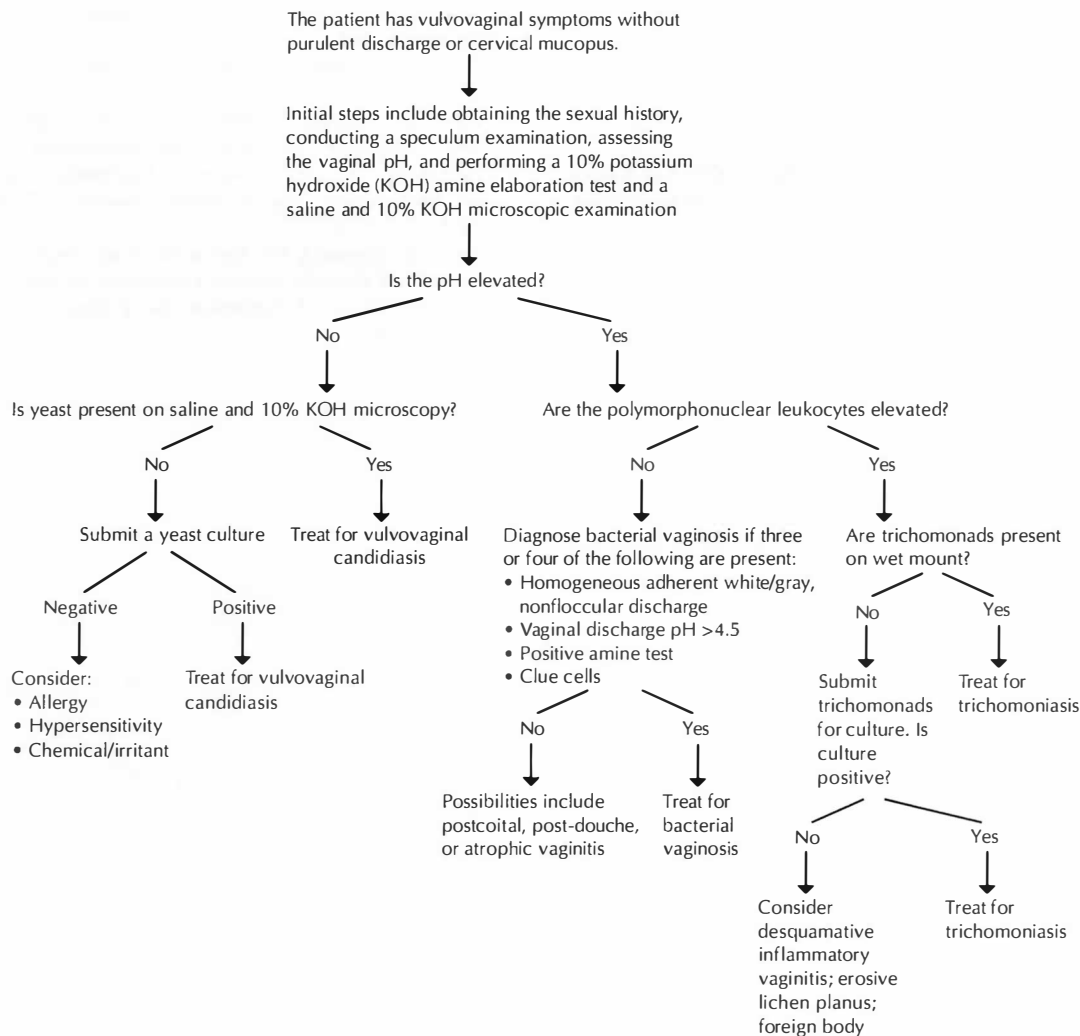 The patient has vulvovaginal symptoms without
purulent discharge or cervical mucopus.
Initial steps include obtaining the sexual history,
conducting a speculum examination, assessing
the vaginal pH, and performing a 10% potassium
hydroxide (KOH) amine elaboration test and a
saline and 10% KOH microscopic examination
Is the pH elevated?
No
Yes
Is yeast present on saline and 10% KOH microscopy?
Are the polymorphonuclear leukocytes elevated?
No
Yes
No
Yes
Submit a yeast culture
Treat for vulvovaginal
candidiasis
Diagnose bacterial vaginosis if three
or four of the following are present:
• Homogeneous adherent white/gray,
nonfloccular discharge
• Vaginal discharge pH >4.5
• Positive amine test
• Clue cells
Are trichomonads present
on wet mount?
Negative
Positive
No
Yes
Consider:
• Allergy
• Hypersensitivity
• Chemical/irritant
Treat for vulvovaginal
candidiasis
Submit
trichomonads
for culture. Is
culture
positive?
Treat for
trichomoniasis
No
Yes
Possibilities include
postcoital, post-douche,
or atrophic vaginitis
Treat for
bacterial
vaginosis
No
Yes
Consider
desquamative
inflammatory
vaginitis; erosive
lichen planus;
foreign body
Treat for
trichomoniasis